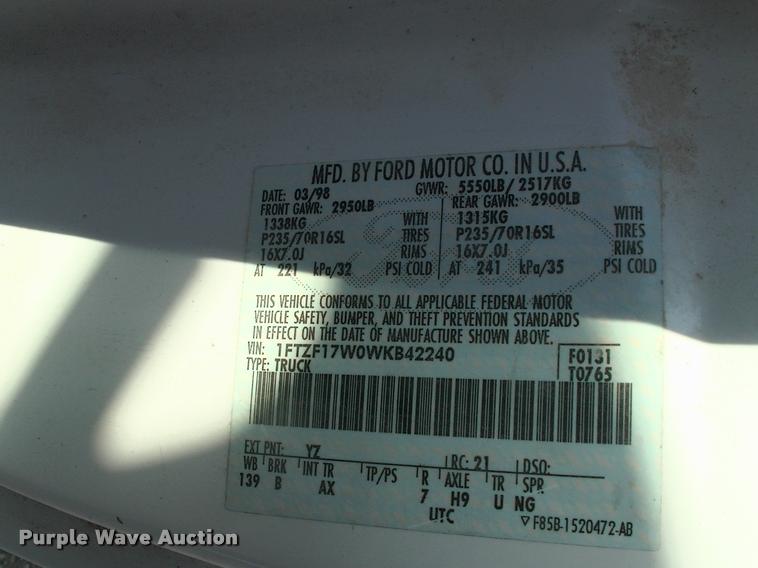 MFD. BY FORD MOTOR CO. IN U.S.A.
DATE: 03/98 GVWR: 5550LB/ 2517KG
FRONT GAWR: 2950LB REAR GAWR: 2900LB
1338KG WITH 1315KG WITH
P235/70R16SL TIRES P235/70R16SL TIRES
16X7.0J RIMS 16X7.0J RIMS
AT 221 kPa/32 PSI COLD AT 241 kPa/35 PSI COLD
THIS VEHICLE CONFORMS TO ALL APPLICABLE FEDERAL MOTOR
VEHICLE SAFETY, BUMPER, AND THEFT PREVENTION STANDARDS
IN EFFECT ON THE DATE OF MANUFACTURE SHOWN ABOVE.
VIN: 1FTZF17W0WKB42240 F0131
TYPE: TRUCK T0765
EXT PNT: YZ RC: 21 DSO:
WB BRK INT TR TP/PS R AXLE TR SPR
139 B AX 7 H9 U NG
UTC F85B-1520472-AB
Purple Wave Auction